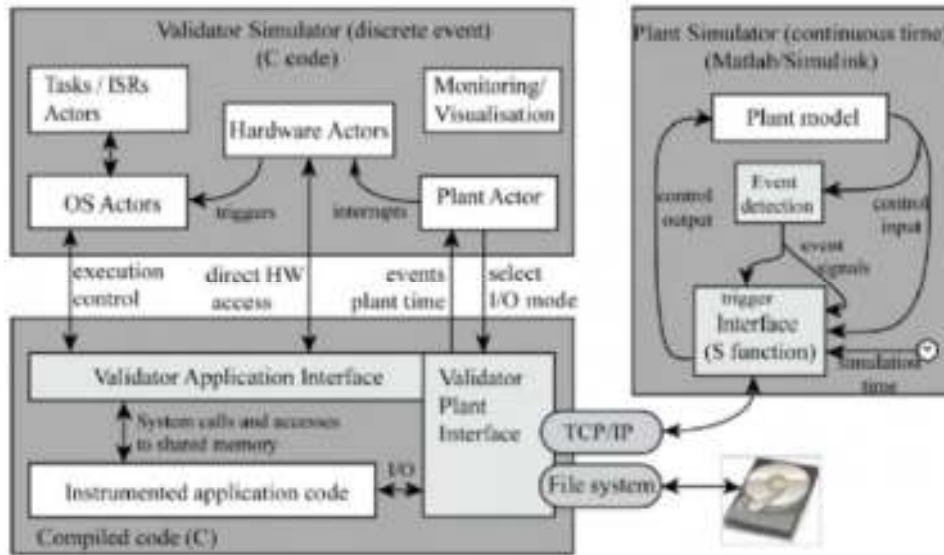 Validator Simulator (discrete event)
(C code)
Tasks / ISRs
Actors
Hardware Actors
Monitoring/
Visualisation
OS Actors
triggers
interrupts
Plant Actor
execution
control
direct HW
access
events
plant time
select
I/O mode
Validator Application Interface
Validator
Plant
Interface
System calls and accesses
to shared memory
I/O
Instrumented application code
Compiled code (C)
TCP/IP
File system
Plant Simulator (continuous time)
(Matlab/Simulink)
Plant model
Event
detection
control
output
control
input
event
signals
trigger
Interface
(S function)
simulation
time